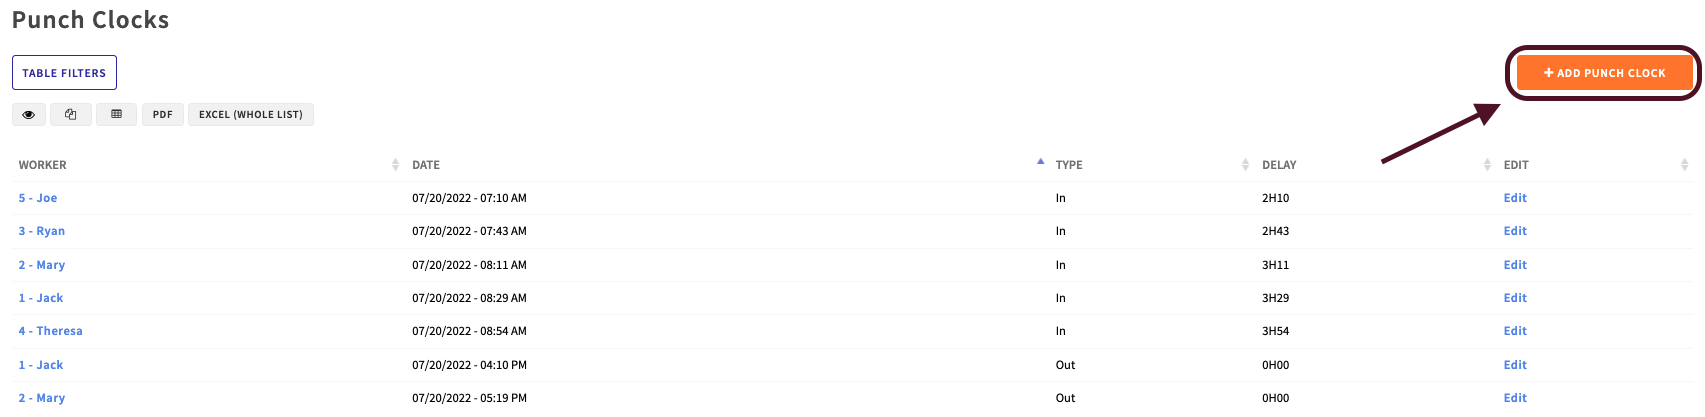 Punch Clocks
TABLE FILTERS
+ ADD PUNCH CLOCK
PDF EXCEL (WHOLE LIST)
WORKER DATE TYPE DELAY EDIT
5 - Joe 07/20/2022 - 07:10 AM In 2H10 Edit
3 - Ryan 07/20/2022 - 07:43 AM In 2H43 Edit
2 - Mary 07/20/2022 - 08:11 AM In 3H11 Edit
1 - Jack 07/20/2022 - 08:29 AM In 3H29 Edit
4 - Theresa 07/20/2022 - 08:54 AM In 3H54 Edit
1 - Jack 07/20/2022 - 04:10 PM Out 0H00 Edit
2 - Mary 07/20/2022 - 05:19 PM Out 0H00 Edit